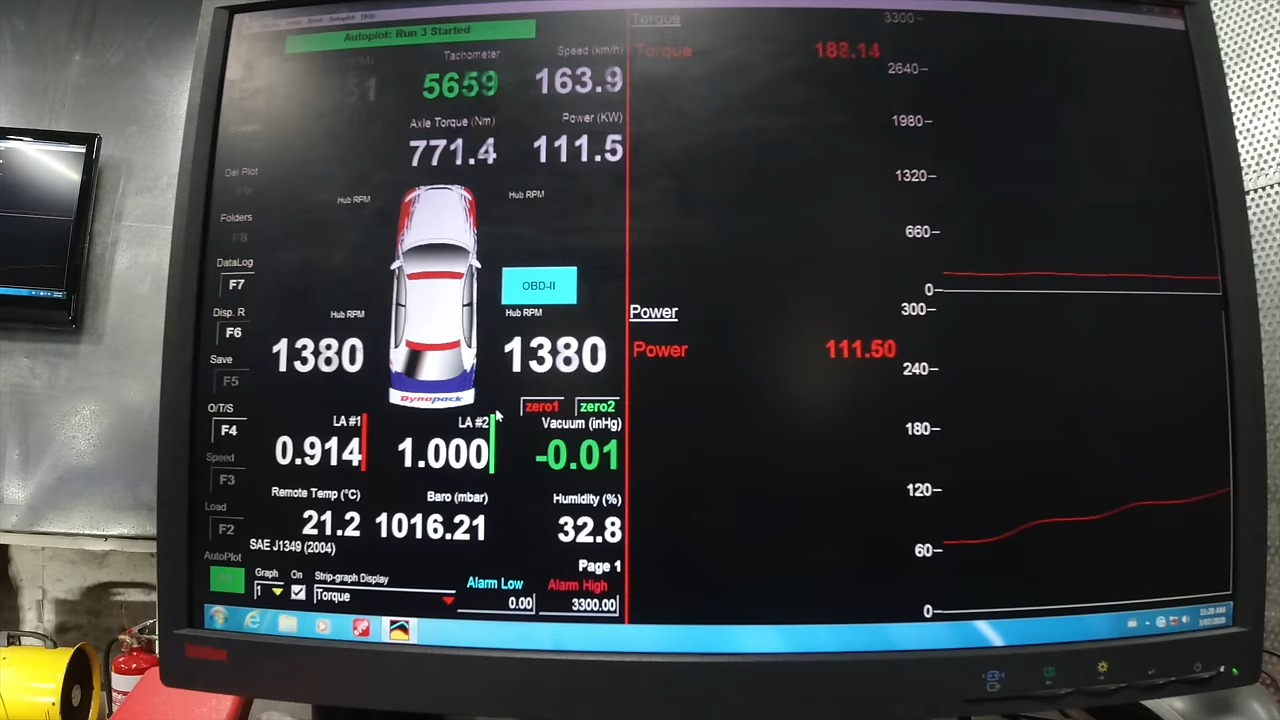 Autoplot: Run 3 Started
Tachometer
5659
Speed (km/h)
163.9
Axle Torque (Nm)
771.4
Power (KW)
111.5
Del Plot
Folders
F8
DataLog
F7
Disp. R
F6
Save
F5
O/T/S
F4
Speed
F3
Load
F2
AutoPlot
Hub RPM
Hub RPM
OBD-II
Hub RPM
1380
Hub RPM
1380
Dynapack
zero1
zero2
LA #1
0.914
LA #2
1.000
Vacuum (inHg)
-0.01
Remote Temp (°C)
21.2
Baro (mbar)
1016.21
Humidity (%)
32.8
SAE J1349 (2004)
Page 1
Graph
1
On
Strip-graph Display
Torque
Alarm Low
0.00
Alarm High
3300.00
Torque
Torque
3300
2640
1980
1320
660
0
Power
Power 111.50
300
240
180
120
60
0